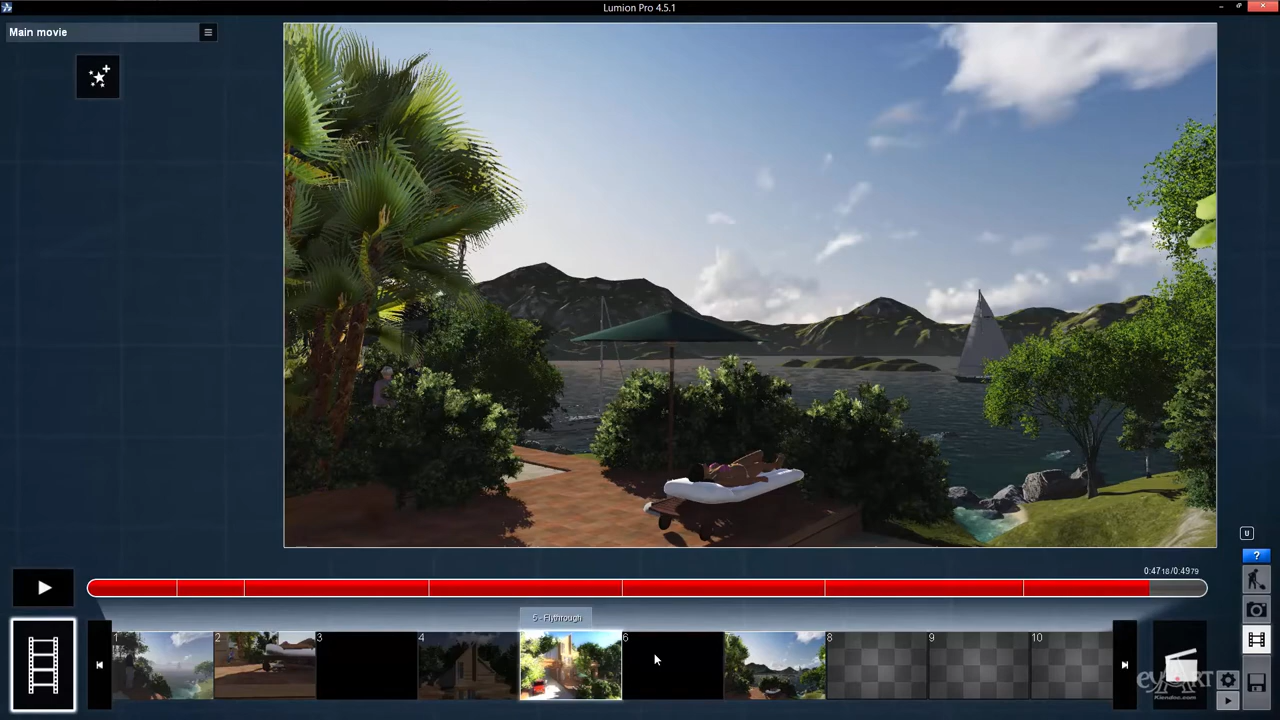 Lumion Pro 4.5.1
Main movie
U
?
0:47 18/0:49 79
5 - Flythrough
1
2
3
4
6
8
9
10
evART